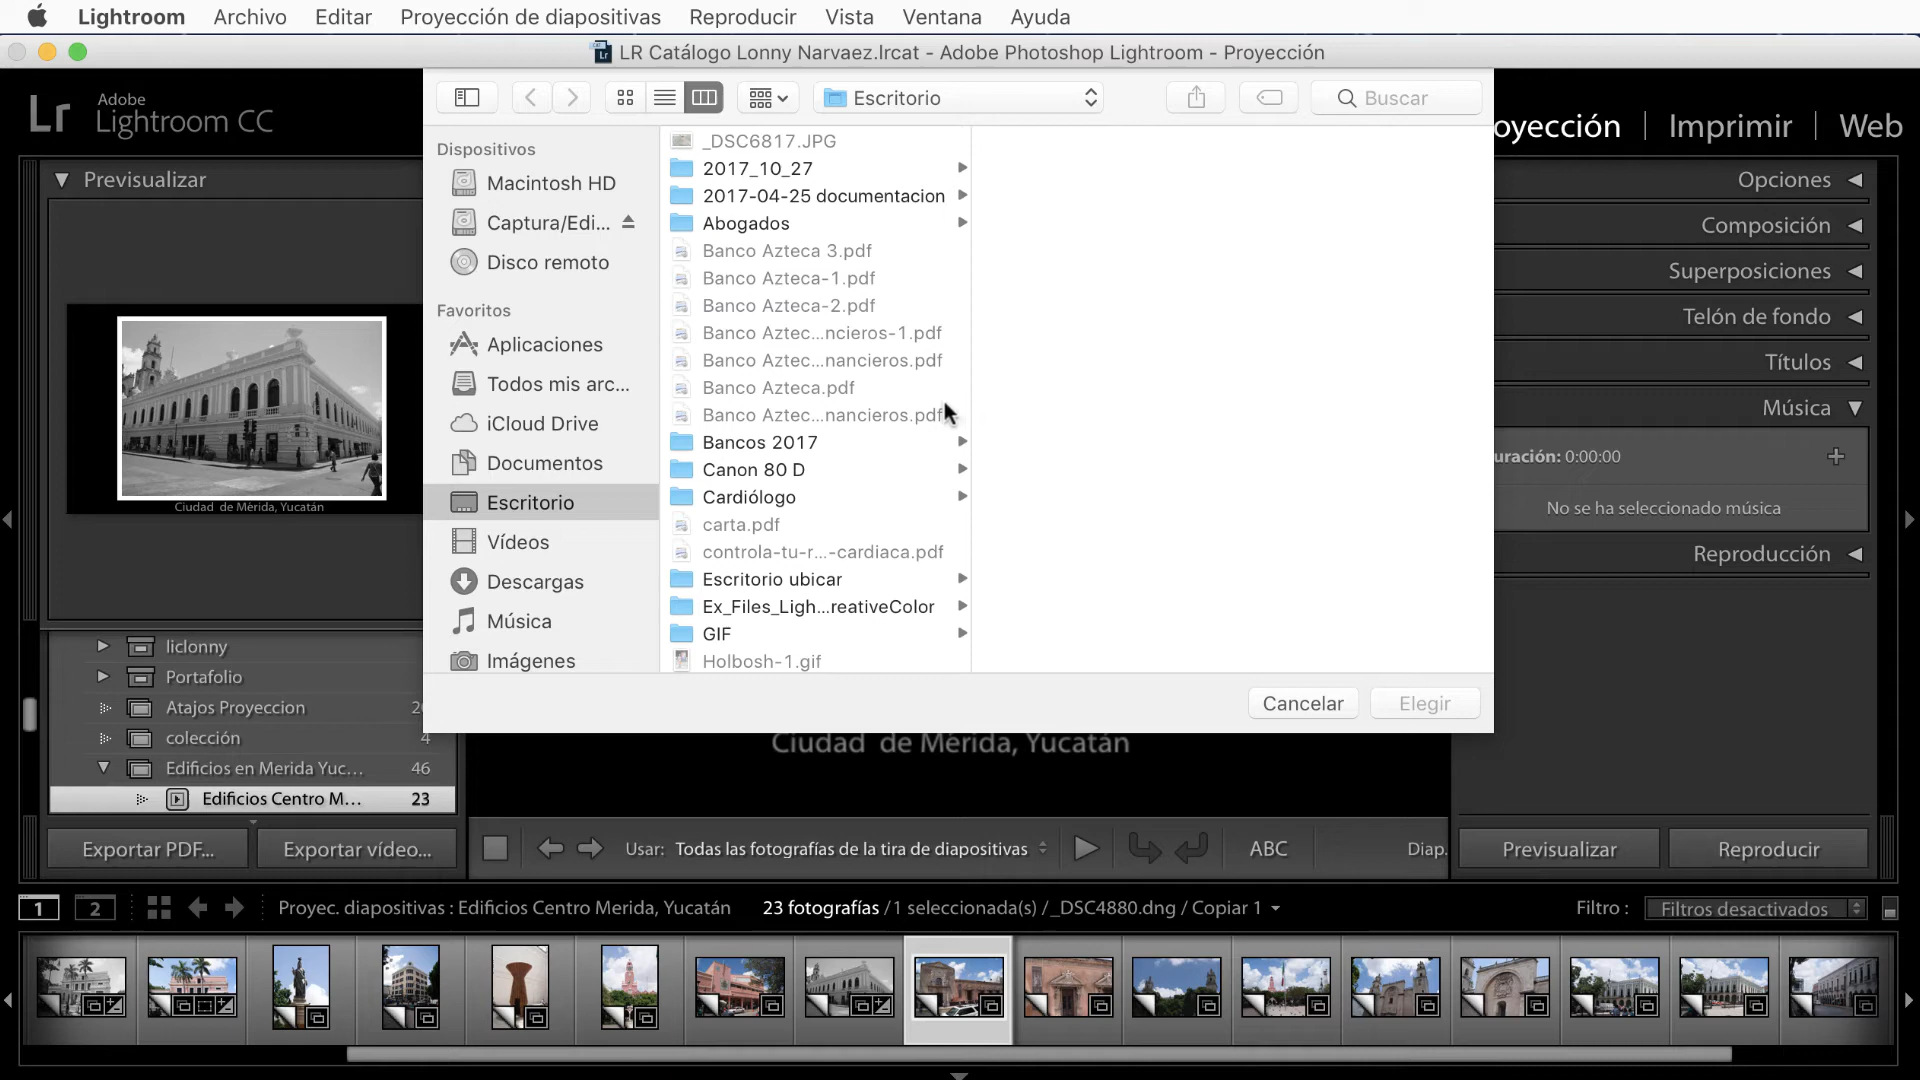 Lightroom Archivo Editar Proyección de diapositivas Reproducir Vista Ventana Ayuda
Lr LR Catálogo Lonny Narvaez.lrcat - Adobe Photoshop Lightroom - Proyección
Lr Adobe
Lightroom CC
Escritorio
Buscar
oyección | Imprimir | Web
Previsualizar
Ciudad de Mérida, Yucatán
liclonny
Portafolio
Atajos Proyeccion
colección 4
Edificios en Merida Yuc... 46
Edificios Centro M... 23
Exportar PDF...
Exportar vídeo...
Dispositivos
Macintosh HD
Captura/Edi...
Disco remoto
Favoritos
Aplicaciones
Todos mis arc...
iCloud Drive
Documentos
Escritorio
Vídeos
Descargas
Música
Imágenes
_DSC6817.JPG
2017_10_27
2017-04-25 documentacion
Abogados
Banco Azteca 3.pdf
Banco Azteca-1.pdf
Banco Azteca-2.pdf
Banco Aztec...ncieros-1.pdf
Banco Aztec...nancieros.pdf
Banco Azteca.pdf
Banco Aztec...nancieros.pdf
Bancos 2017
Canon 80 D
Cardiólogo
carta.pdf
controla-tu-r...-cardiaca.pdf
Escritorio ubicar
Ex_Files_Ligh...reativeColor
GIF
Holbosh-1.gif
Cancelar
Elegir
Opciones
Composición
Superposiciones
Telón de fondo
Títulos
Música
uración: 0:00:00
No se ha seleccionado música
Reproducción
Ciudad de Mérida, Yucatán
Usar: Todas las fotografías de la tira de diapositivas
ABC
Diap.
Previsualizar
Reproducir
1 2 Proyec. diapositivas : Edificios Centro Merida, Yucatán 23 fotografías /1 seleccionada(s) /_DSC4880.dng / Copiar 1
Filtro : Filtros desactivados